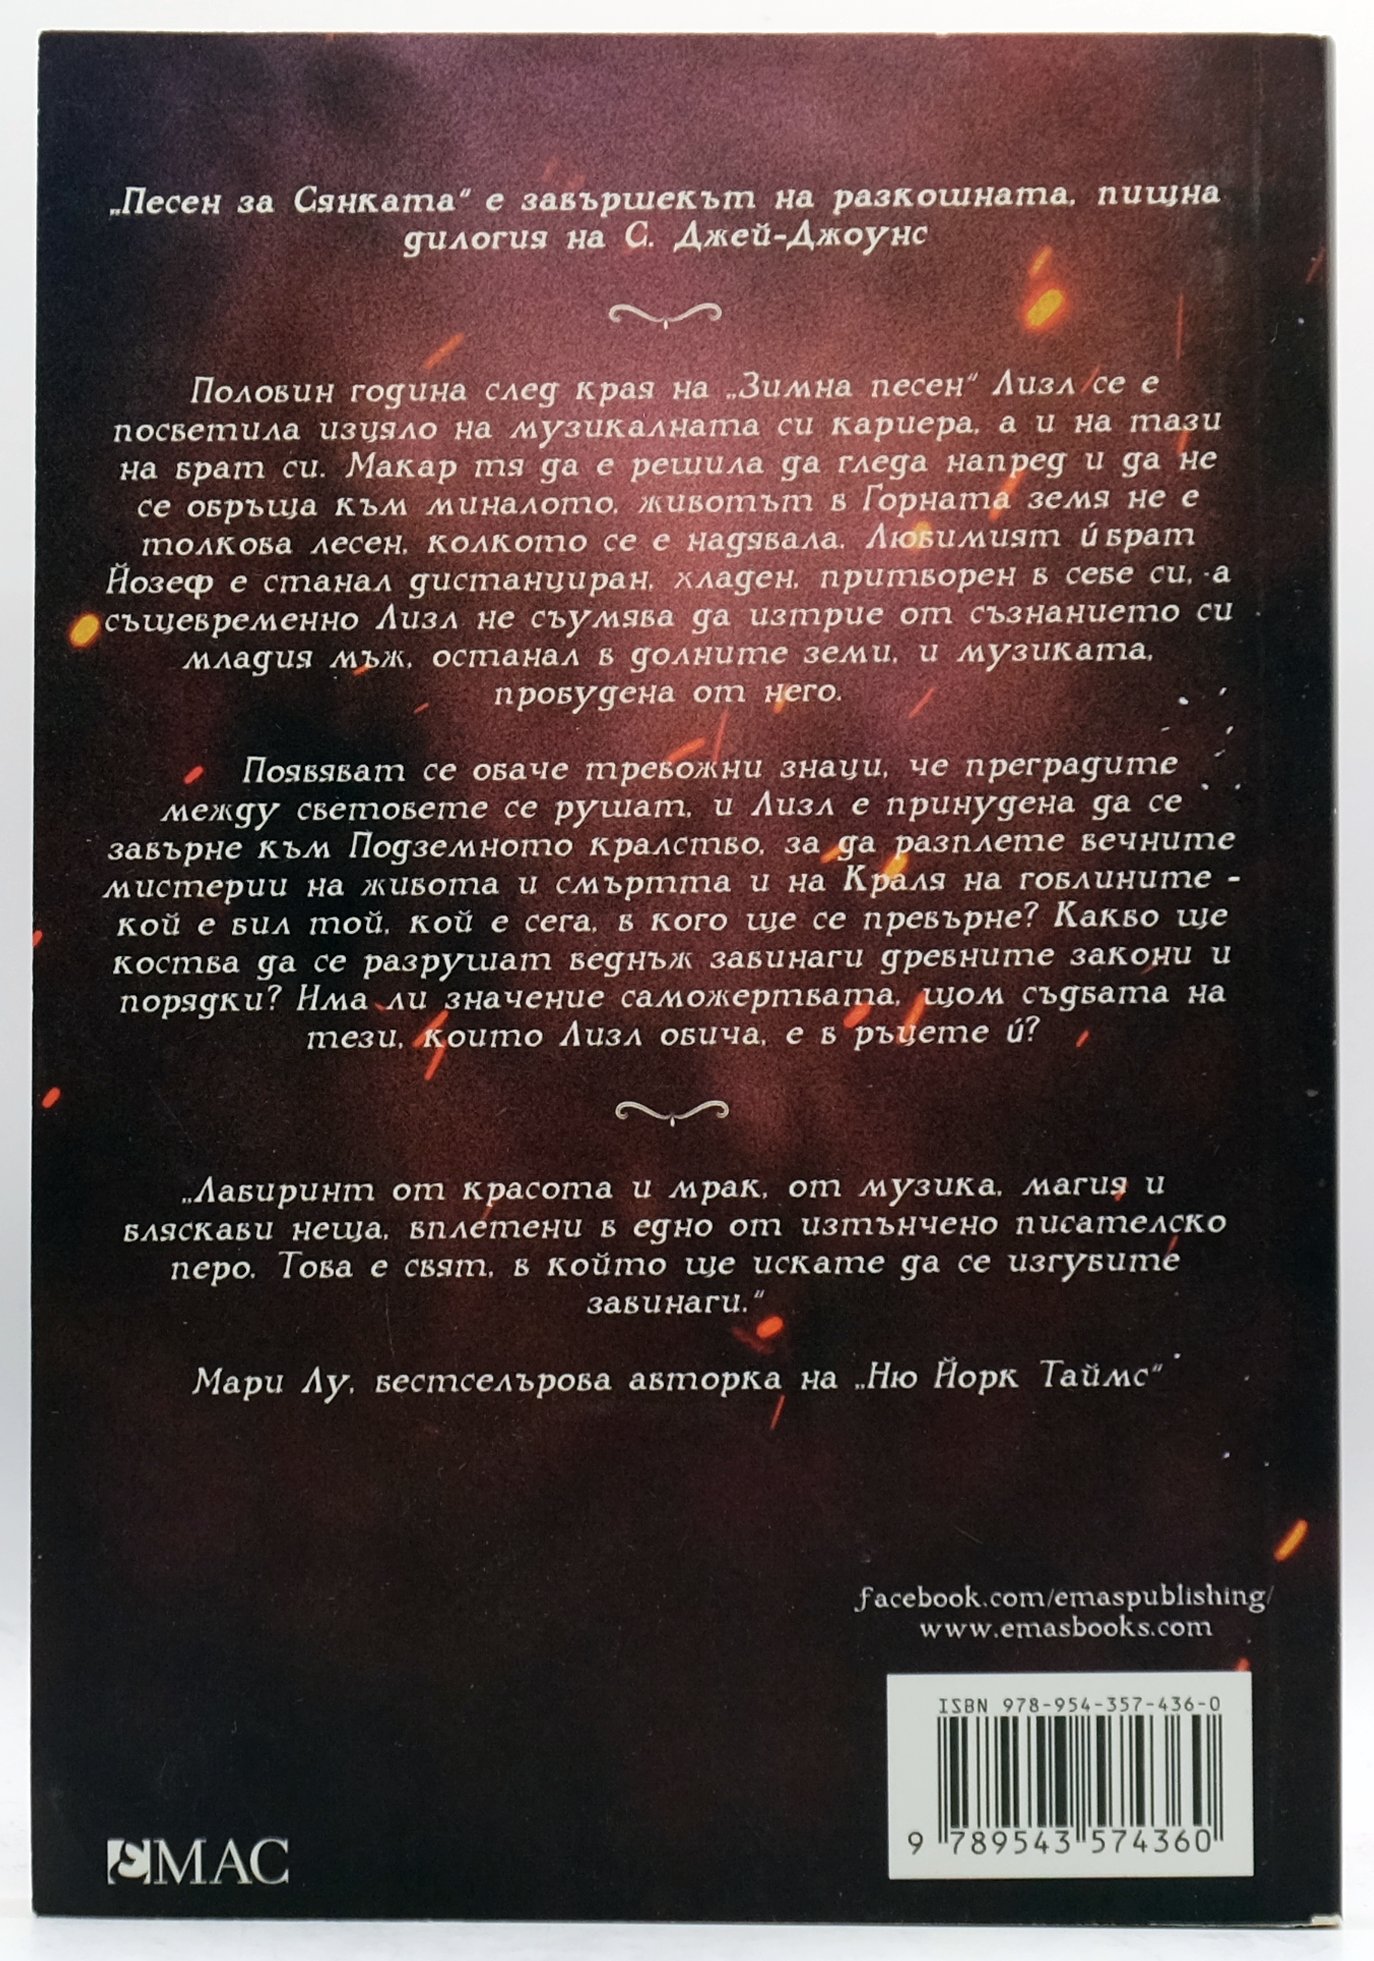 „Песен за Сянката“ е завършекът на разкошната, пищна
дилогия на С. Джей-Джоунс
Половин година след края на „Зимна песен“ Лизл се е
посветила изцяло на музикалната си кариера, а и на тази
на брат си. Макар тя да е решила да гледа напред и да не
се обръща към миналото, животът в Горната земя не е
толкова лесен, колкото се е надявала. Любимият ѝ брат
Йозеф е станал дистанциран, хладен, притворен в себе си, а
същевременно Лизл не съумява да изтрие от съзнанието си
младия мъж, останал в долните земи, и музиката,
пробудена от него.
Появяват се обаче тревожни знаци, че преградите
между световете се рушат, и Лизл е принудена да се
завърне към Подземното кралство, за да разплете вечните
мистерии на живота и смъртта и на Краля на гоблините -
кой е бил той, кой е сега, в кого ще се превърне? Какво ще
коства да се разрушат веднъж завинаги древните закони и
порядки? Има ли значение саможертвата, щом съдбата на
тези, които Лизл обича, е в ръцете ѝ?
„Лабиринт от красота и мрак, от музика, магия и
бляскави неща, вплетени в едно от изтънчено писателско
перо. Това е свят, в който ще искате да се изгубите
завинаги.“
Мари Лу, бестселърова авторка на „Ню Йорк Таймс“
facebook.com/emaspublishing/
www.emasbooks.com
ISBN 978-954-357-436-0
9 789543 574360
ЕМАС